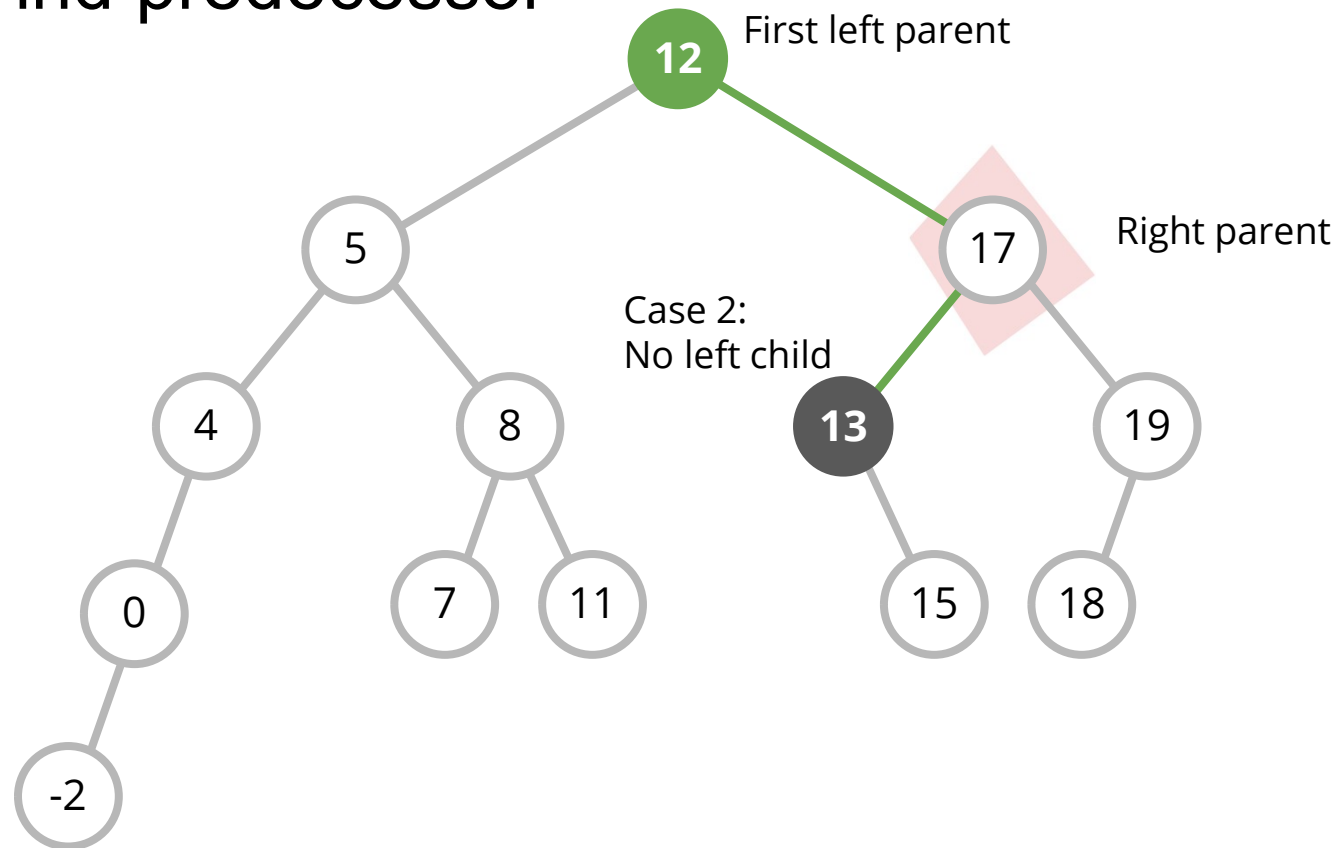 ind predecessor
12
First left parent
5
17
Right parent
Case 2:
No left child
4
8
13
19
0
7
11
15
18
-2